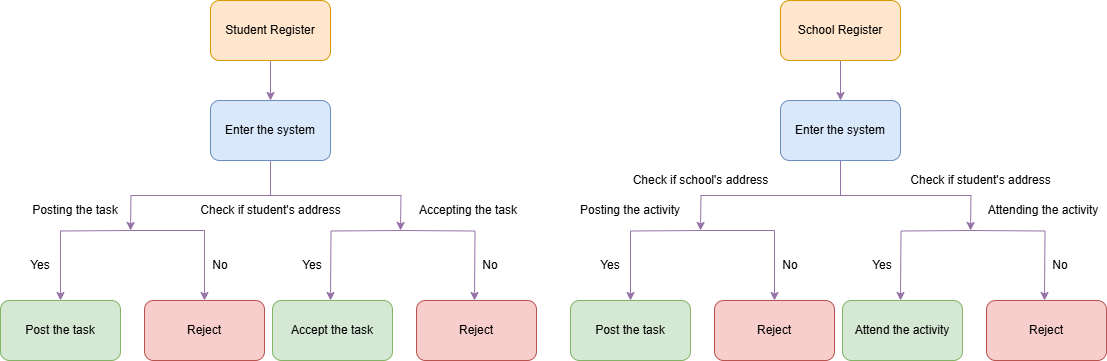 Student Register
School Register
Enter the system
Enter the system
Check if school's address
Check if student's address
Posting the task
Check if student's address
Accepting the task
Posting the activity
Attending the activity
Yes
No
Yes
No
Yes
No
Yes
No
Post the task
Reject
Accept the task
Reject
Post the task
Reject
Attend the activity
Reject